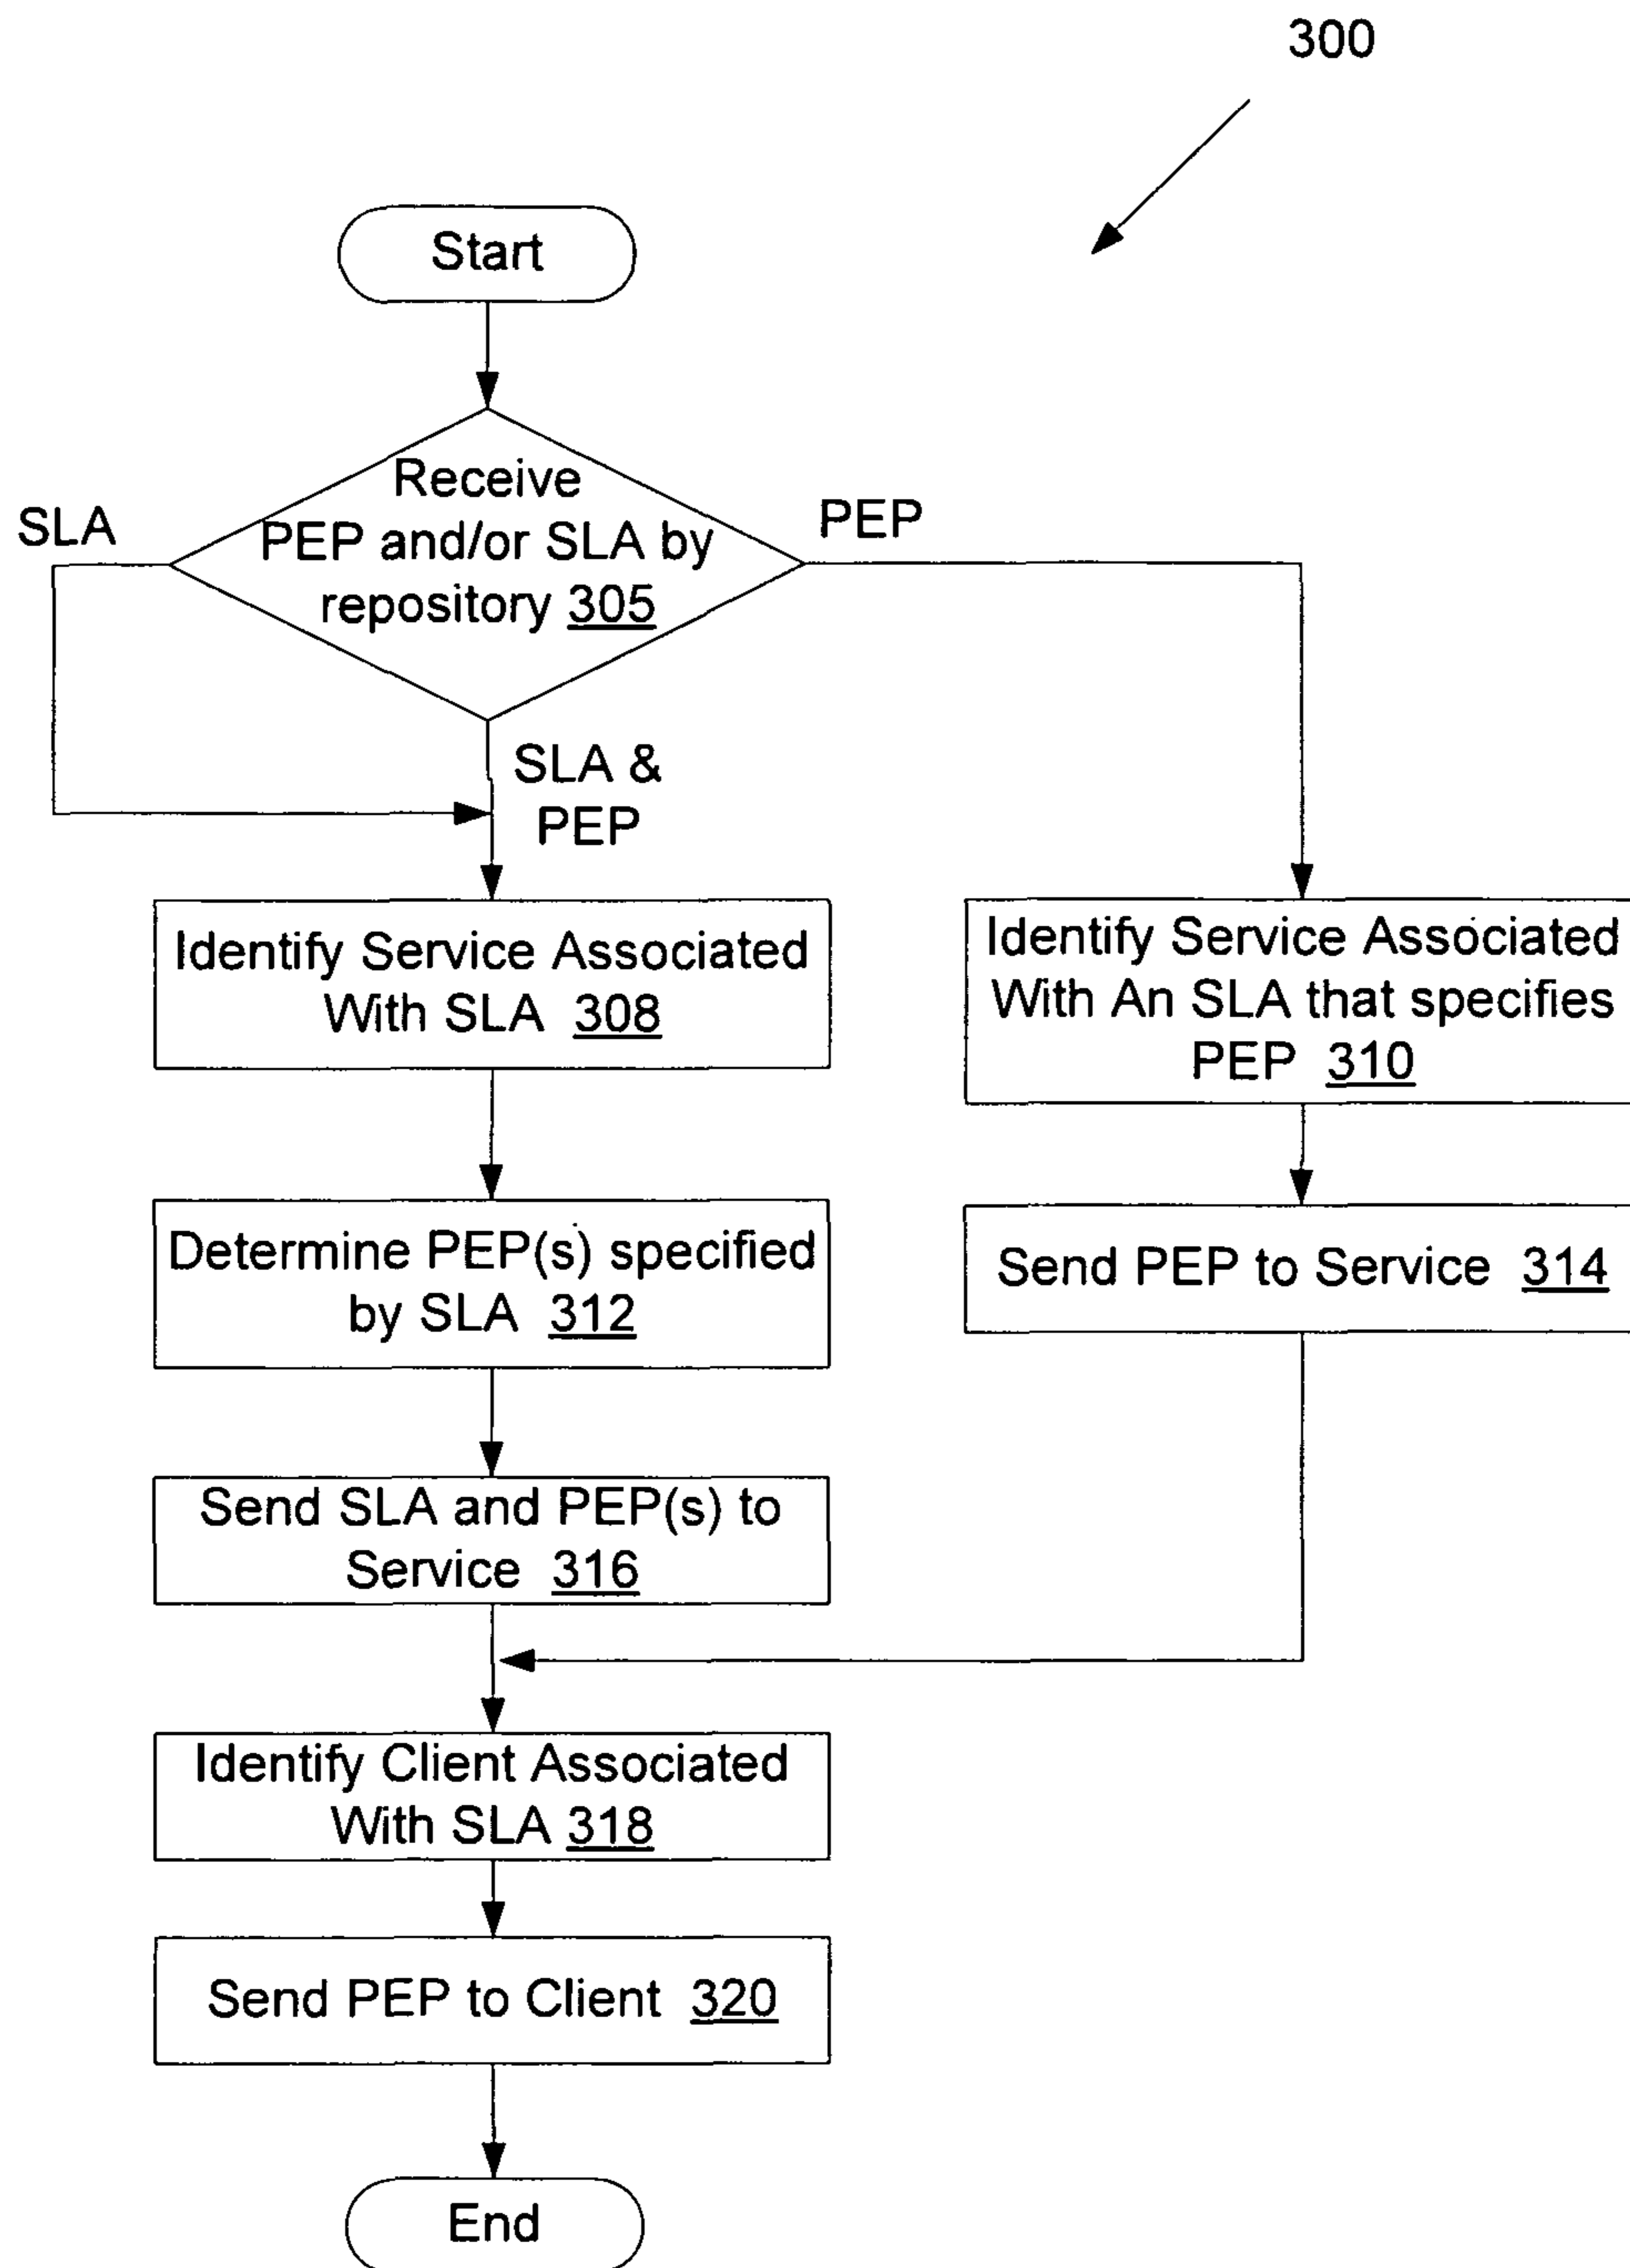 300
Start
Receive
PEP and/or SLA by
repository 305
SLA
PEP
SLA &
PEP
Identify Service Associated
With SLA 308
Identify Service Associated
With An SLA that specifies
PEP 310
Determine PEP(s) specified
by SLA 312
Send PEP to Service 314
Send SLA and PEP(s) to
Service 316
Identify Client Associated
With SLA 318
Send PEP to Client 320
End